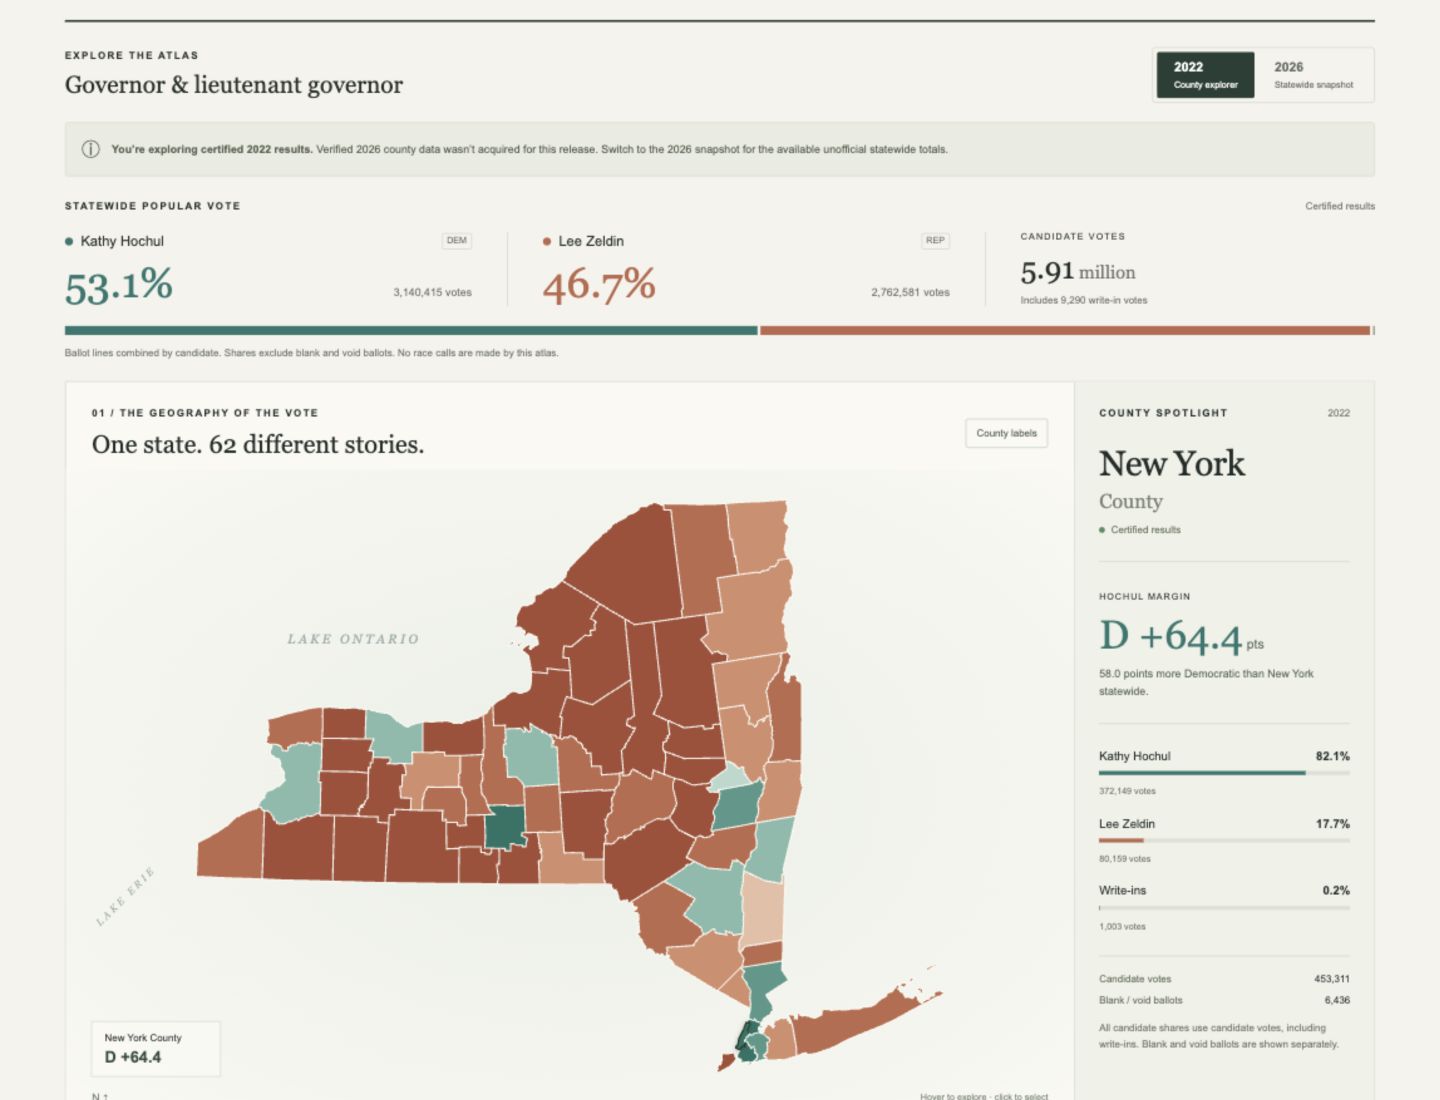 EXPLORE THE ATLAS
Governor & lieutenant governor
2022
County explorer
2026
Statewide snapshot
You're exploring certified 2022 results. Verified 2026 county data wasn't acquired for this release. Switch to the 2026 snapshot for the available unofficial statewide totals.
STATEWIDE POPULAR VOTE
Certified results
Kathy Hochul
DEM
53.1%
3,140,415 votes
Lee Zeldin
REP
46.7%
2,762,581 votes
CANDIDATE VOTES
5.91 million
Includes 9,290 write-in votes
Ballot lines combined by candidate. Shares exclude blank and void ballots. No race calls are made by this atlas.
01 / THE GEOGRAPHY OF THE VOTE
One state. 62 different stories.
County labels
LAKE ONTARIO
LAKE ERIE
New York County
D +64.4
N ↑
Hover to explore · click to select
COUNTY SPOTLIGHT
2022
New York
County
Certified results
HOCHUL MARGIN
D +64.4 pts
58.0 points more Democratic than New York
statewide.
Kathy Hochul
82.1%
372,149 votes
Lee Zeldin
17.7%
80,159 votes
Write-ins
0.2%
1,003 votes
Candidate votes
453,311
Blank / void ballots
6,436
All candidate shares use candidate votes, including
write-ins. Blank and void ballots are shown separately.